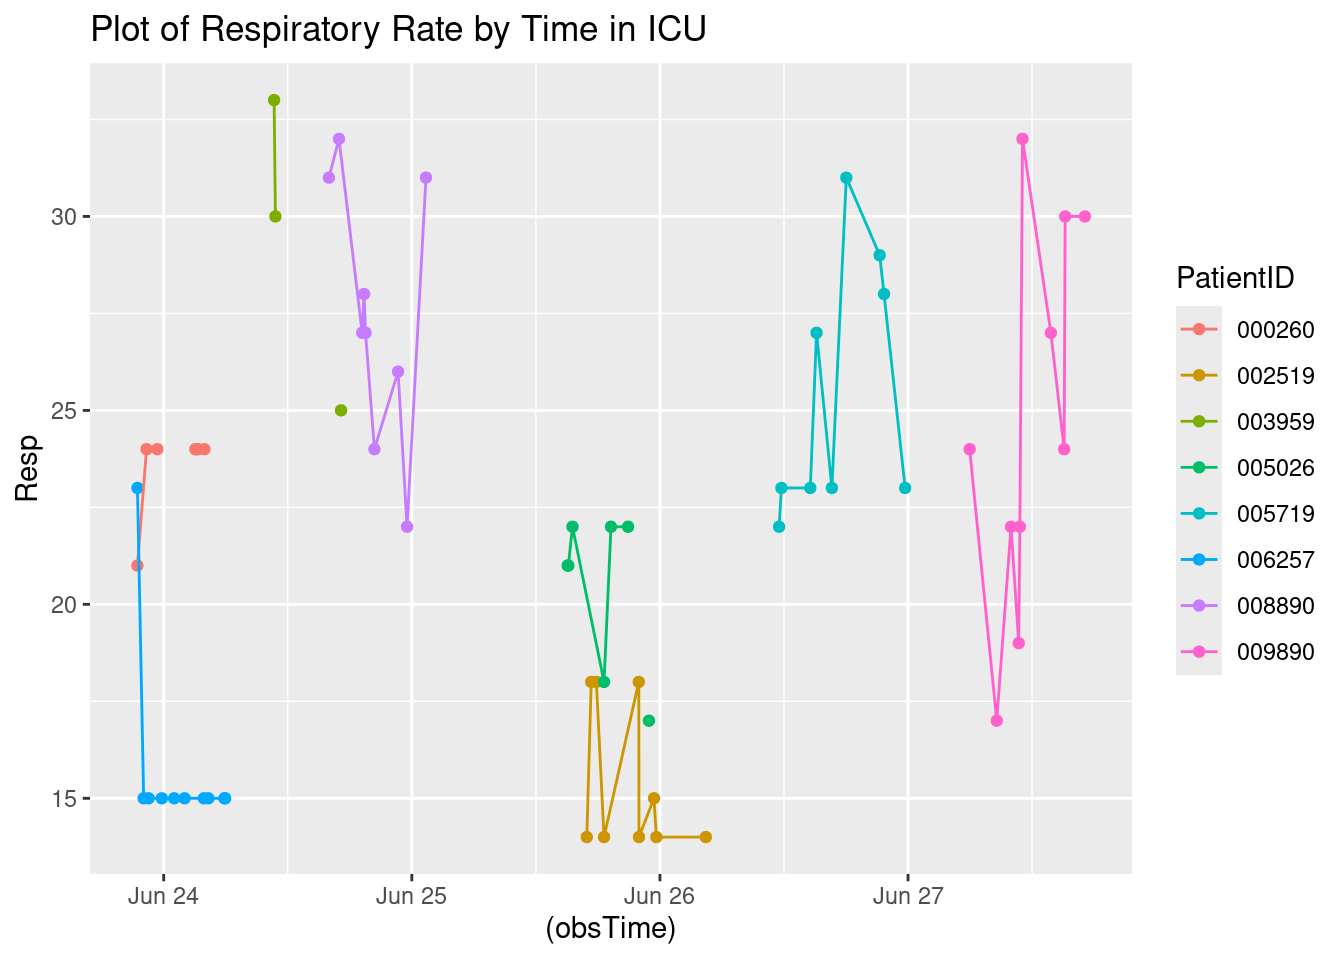 Plot of Respiratory Rate by Time in ICU
Resp
30
25
20
15
Jun 24
Jun 25
Jun 26
Jun 27
(obsTime)
PatientID
000260
002519
003959
005026
005719
006257
008890
009890